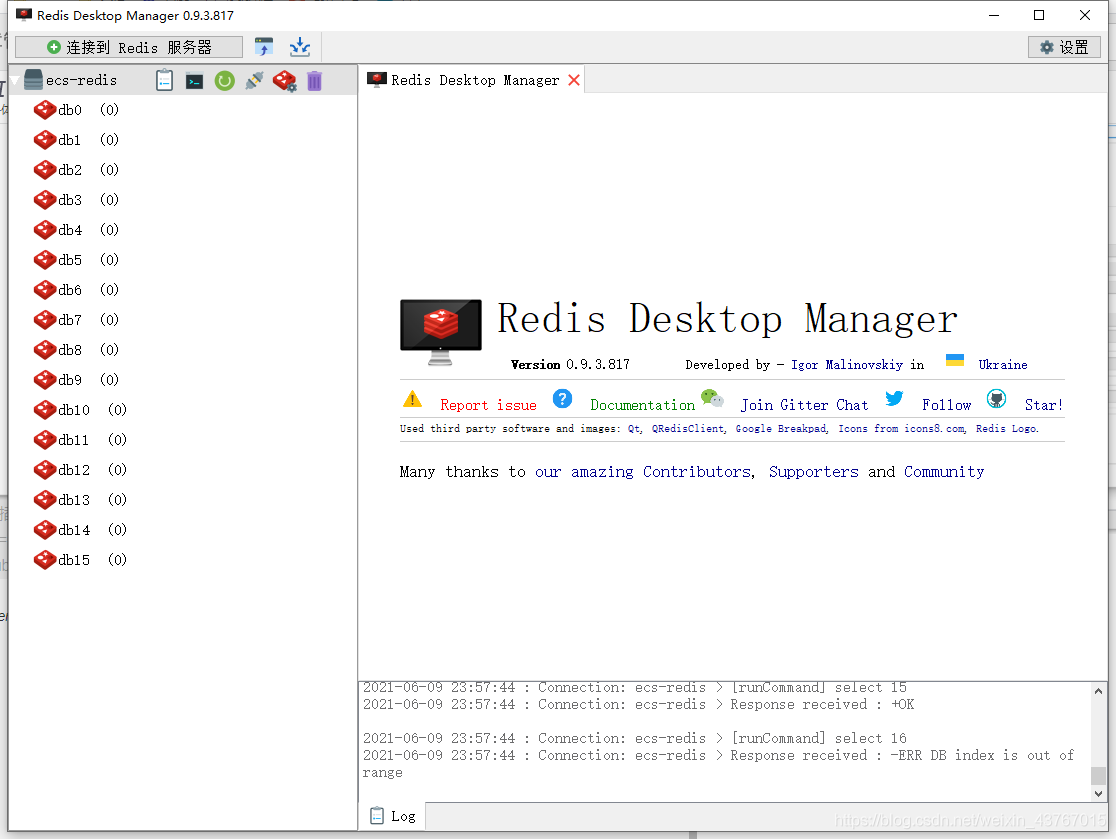 Redis Desktop Manager 0.9.3.817
连接到 Redis 服务器
设置
ecs-redis
Redis Desktop Manager
db0 (0)
db1 (0)
db2 (0)
db3 (0)
db4 (0)
db5 (0)
db6 (0)
db7 (0)
db8 (0)
db9 (0)
db10 (0)
db11 (0)
db12 (0)
db13 (0)
db14 (0)
db15 (0)
Redis Desktop Manager
Version 0.9.3.817 Developed by - Igor Malinovskiy in Ukraine
Report issue Documentation Join Gitter Chat Follow Star!
Used third party software and images: Qt, QRedisClient, Google Breakpad, Icons from icons8.com, Redis Logo.
Many thanks to our amazing Contributors, Supporters and Community
2021-06-09 23:57:44 : Connection: ecs-redis > [runCommand] select 15
2021-06-09 23:57:44 : Connection: ecs-redis > Response received : +OK
2021-06-09 23:57:44 : Connection: ecs-redis > [runCommand] select 16
2021-06-09 23:57:44 : Connection: ecs-redis > Response received : -ERR DB index is out of
range
Log
https://blog.csdn.net/weixin_43767015